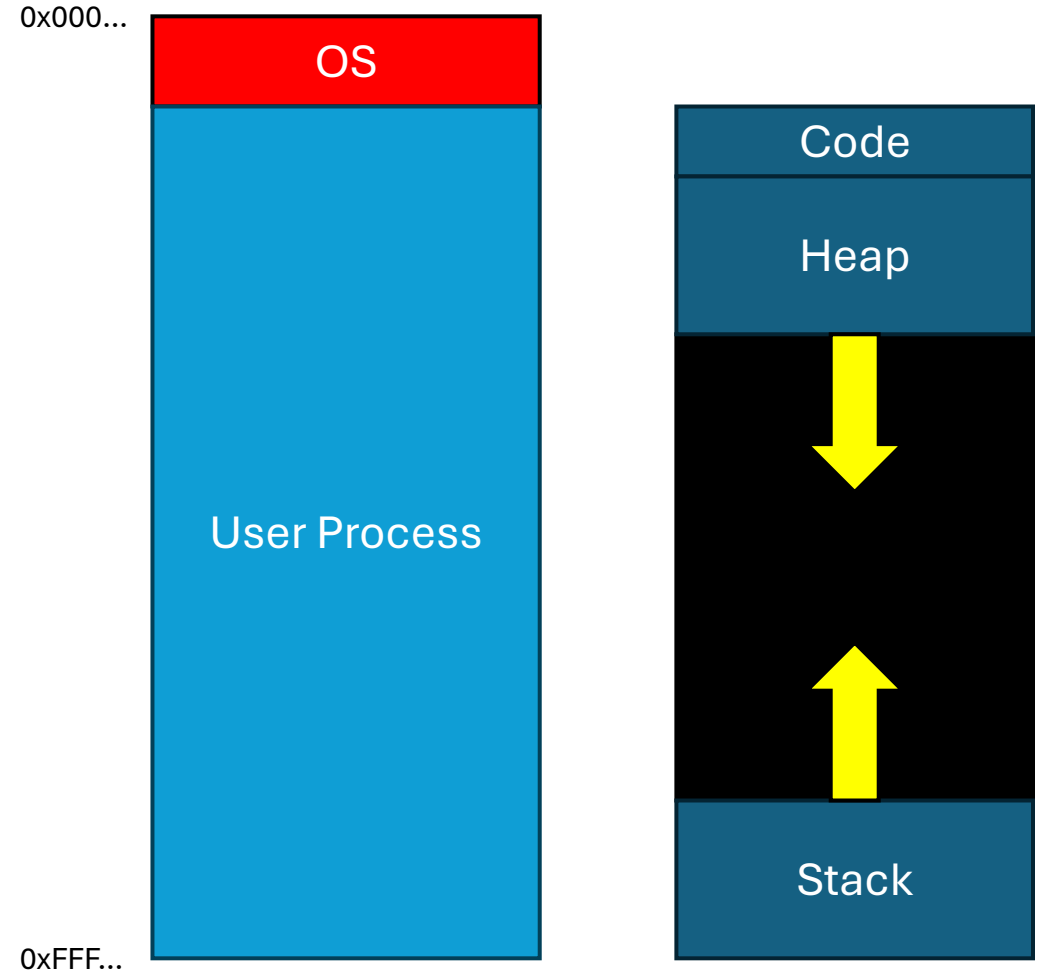 0x000...
OS
Code
Heap
User Process
Stack
0xFFF...